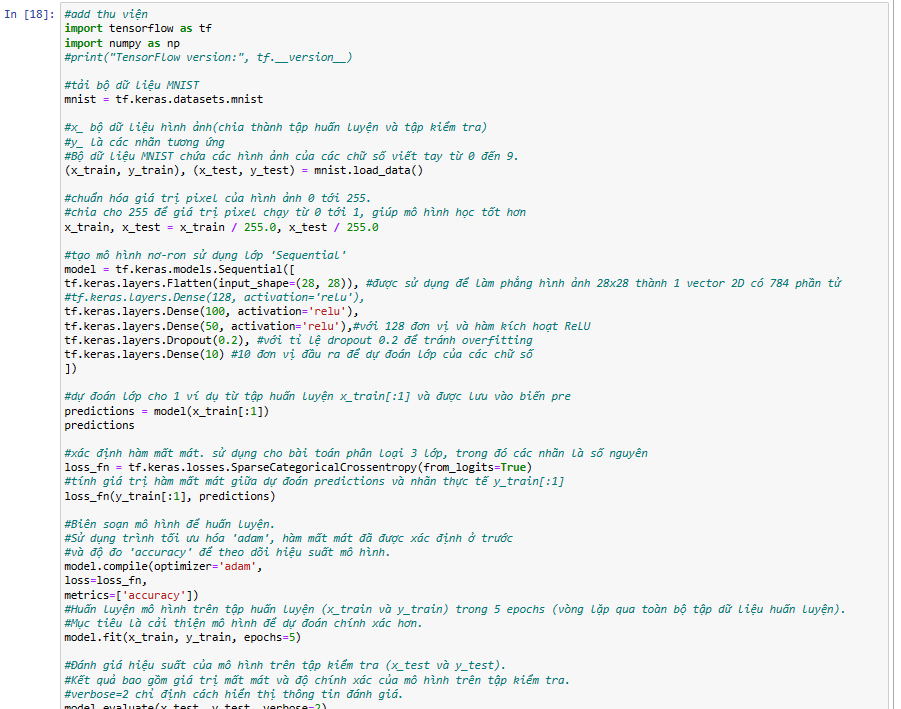 In [18]:
#add thu viện
import tensorflow as tf
import numpy as np
#print("TensorFlow version:", tf.__version__)
#tải bộ dữ liệu MNIST
mnist = tf.keras.datasets.mnist
#x_ bộ dữ liệu hình ảnh(chia thành tập huấn luyện và tập kiểm tra)
#y_ là các nhãn tương ứng
#Bộ dữ liệu MNIST chứa các hình ảnh của các chữ số viết tay từ 0 đến 9.
(x_train, y_train), (x_test, y_test) = mnist.load_data()
#chuẩn hóa giá trị pixel của hình ảnh 0 tới 255.
#chia cho 255 để giá trị pixel chạy từ 0 tới 1, giúp mô hình học tốt hơn
x_train, x_test = x_train / 255.0, x_test / 255.0
#tạo mô hình nơ-ron sử dụng lớp 'Sequential'
model = tf.keras.models.Sequential([
tf.keras.layers.Flatten(input_shape=(28, 28)), #được sử dụng để làm phẳng hình ảnh 28x28 thành 1 vector 2D có 784 phần tử
#tf.keras.layers.Dense(128, activation='relu'),
tf.keras.layers.Dense(100, activation='relu'),
tf.keras.layers.Dense(50, activation='relu'),#với 128 đơn vị và hàm kích hoạt ReLU
tf.keras.layers.Dropout(0.2), #với tỉ lệ dropout 0.2 để tránh overfitting
tf.keras.layers.Dense(10) #10 đơn vị đầu ra để dự đoán lớp của các chữ số
])
#dự đoán lớp cho 1 ví dụ từ tập huấn luyện x_train[:1] và được lưu vào biến pre
predictions = model(x_train[:1])
predictions
#xác định hàm mất mát. sử dụng cho bài toán phân loại 3 lớp, trong đó các nhãn là số nguyên
loss_fn = tf.keras.losses.SparseCategoricalCrossentropy(from_logits=True)
#tính giá trị hàm mất mát giữa dự đoán predictions và nhãn thực tế y_train[:1]
loss_fn(y_train[:1], predictions)
#Biên soạn mô hình để huấn luyện.
#Sử dụng trình tối ưu hóa 'adam', hàm mất mát đã được xác định ở trước
#và độ đo 'accuracy' để theo dõi hiệu suất mô hình.
model.compile(optimizer='adam',
loss=loss_fn,
metrics=['accuracy'])
#Huấn luyện mô hình trên tập huấn luyện (x_train và y_train) trong 5 epochs (vòng lặp qua toàn bộ tập dữ liệu huấn luyện).
#Mục tiêu là cải thiện mô hình để dự đoán chính xác hơn.
model.fit(x_train, y_train, epochs=5)
#Đánh giá hiệu suất của mô hình trên tập kiểm tra (x_test và y_test).
#Kết quả bao gồm giá trị mất mát và độ chính xác của mô hình trên tập kiểm tra.
#verbose=2 chỉ định cách hiển thị thông tin đánh giá.
model.evaluate(x_test, y_test, verbose=2)